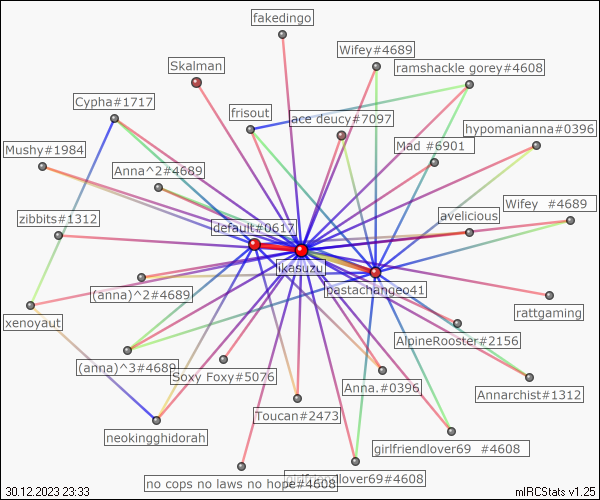 fakedingo
Wifey#4689
Skalman
ramshackle gorey#4608
Cypha#1717
frisout
ace deucy#7097
hypomanianna#0396
Mushy#1984
Mad #6901
Anna^2#4689
zibbits#1312
default#0617
avelicious
Wifey #4689
ikasuzu
pastachangeo41
(anna)^2#4689
xenoyaut
rattgaming
AlpineRooster#2156
(anna)^3#4689
Soxy Foxy#5076
Anna.#0396
Annarchist#1312
Toucan#2473
neokingghidorah
girlfriendlover69 #4608
no cops no laws no hope#4608
girlfriendlover69#4608
30.12.2023 23:33
mIRCStats v1.25